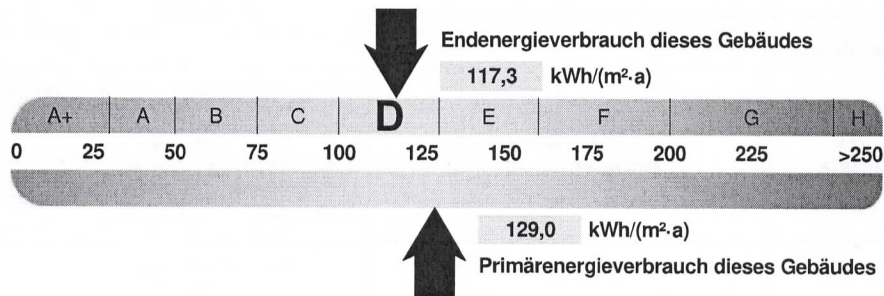 Endenergieverbrauch dieses Gebäudes
117,3 kWh/(m²·a)
A+ A B C D E F G H
0 25 50 75 100 125 150 175 200 225 >250
129,0 kWh/(m²·a)
Primärenergieverbrauch dieses Gebäudes